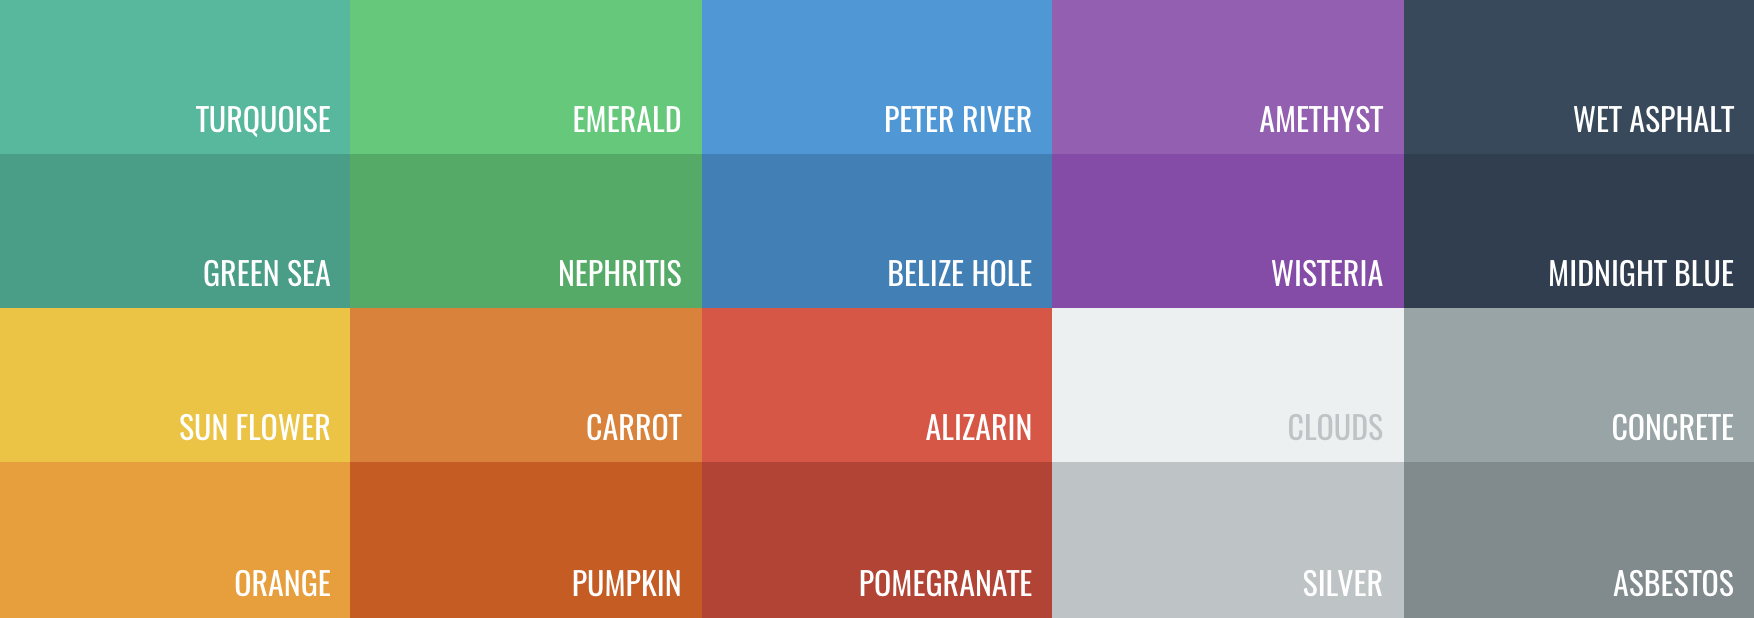 TURQUOISE
EMERALD
PETER RIVER
AMETHYST
WET ASPHALT
GREEN SEA
NEPHRITIS
BELIZE HOLE
WISTERIA
MIDNIGHT BLUE
SUN FLOWER
CARROT
ALIZARIN
CLOUDS
CONCRETE
ORANGE
PUMPKIN
POMEGRANATE
SILVER
ASBESTOS